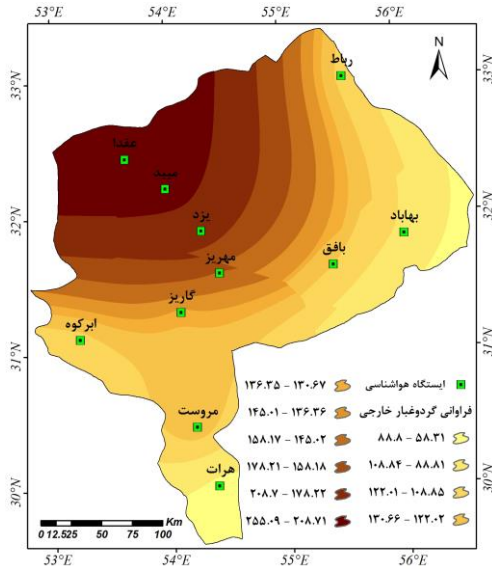 53°E 54°E 55°E 56°E
N
33°N 33°N
32°N 32°N
31°N 31°N
30°N 30°N
رباط
عقدا
میبد
یزد
بهاباد
بافق
مهریز
گاریز
ابرکوه
مروست
هرات
ایستگاه هواشناسی
فراوانی گردوغبار خارجی
۵۸.۳۱ - ۸۸.۸
۸۸.۸۱ - ۱۰۸.۸۴
۱۰۸.۸۵ - ۱۲۲.۰۱
۱۲۲.۰۲ - ۱۳۰.۶۶
۱۳۰.۶۷ - ۱۳۶.۳۵
۱۳۶.۳۶ - ۱۴۵.۰۱
۱۴۵.۰۲ - ۱۵۸.۱۷
۱۵۸.۱۸ - ۱۷۸.۲۱
۱۷۸.۲۲ - ۲۰۸.۷
۲۰۸.۷۱ - ۲۵۵.۰۹
0 12.525 50 75 100
Km
53°E 54°E 55°E 56°E